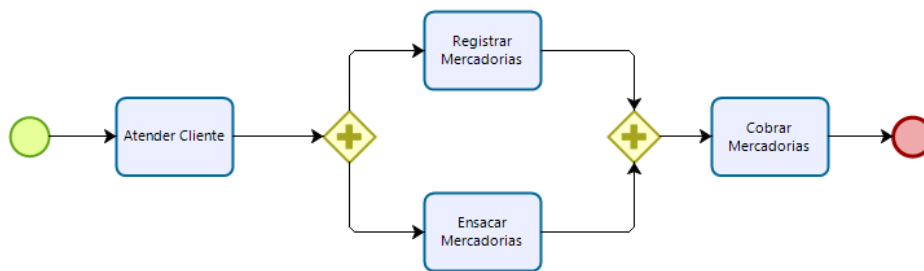 Atender Cliente
Registrar
Mercadorias
Ensacar
Mercadorias
Cobrar
Mercadorias